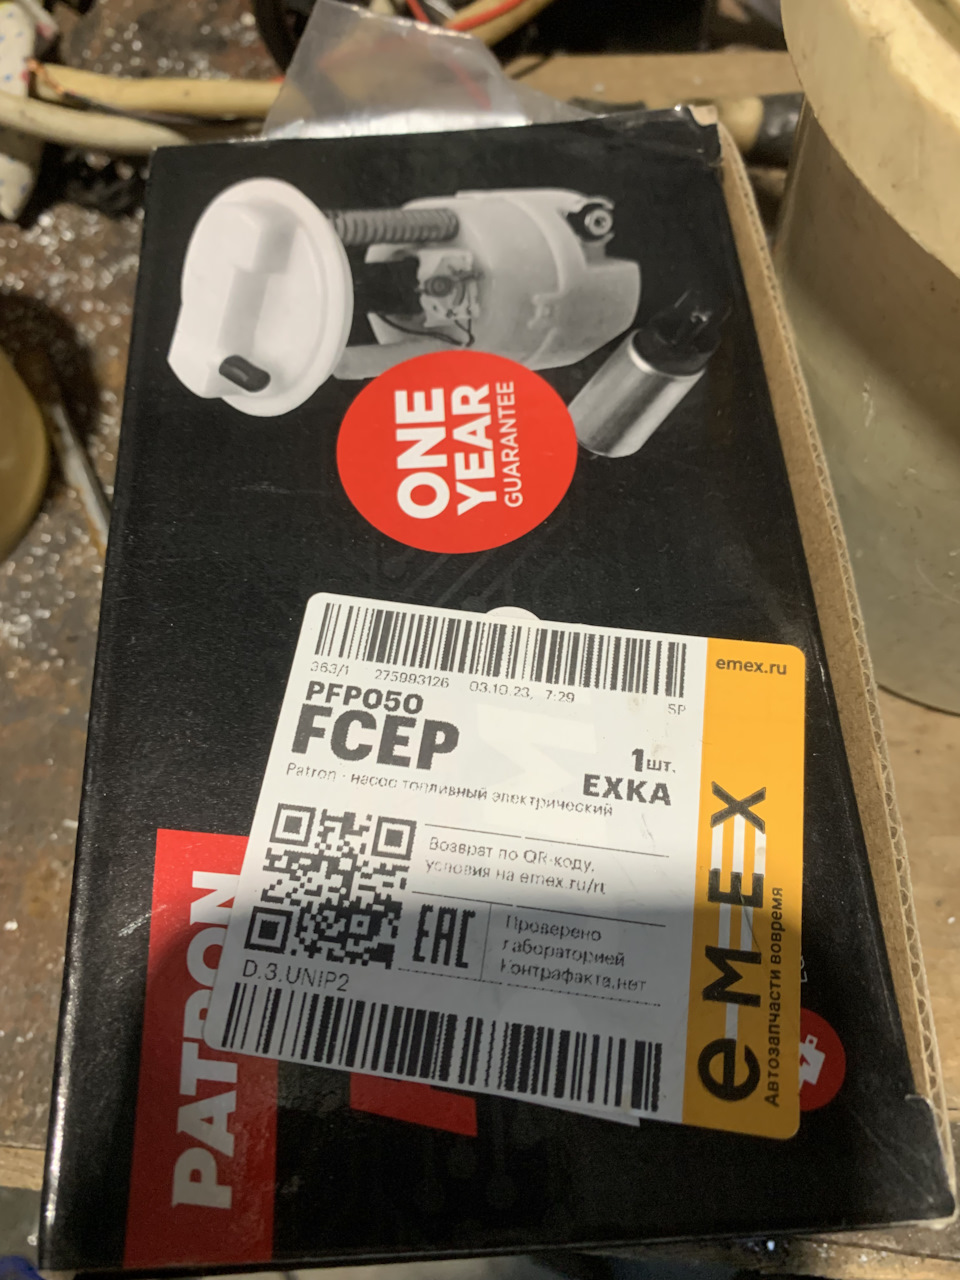 ONE
YEAR
GUARANTEE
363/1 275993126 03.10.23, 7:29
SP
PFP050
FCEP
1шт.
EXKA
Patron - насос топливный электрический
Возврат по QR-коду,
условия на emex.ru/rt
EAC
Проверено
лабораторией
Контрафакта.нет
D.3.UNIP2
emex.ru
eMEX
Автозапчасти вовремя
PATRON